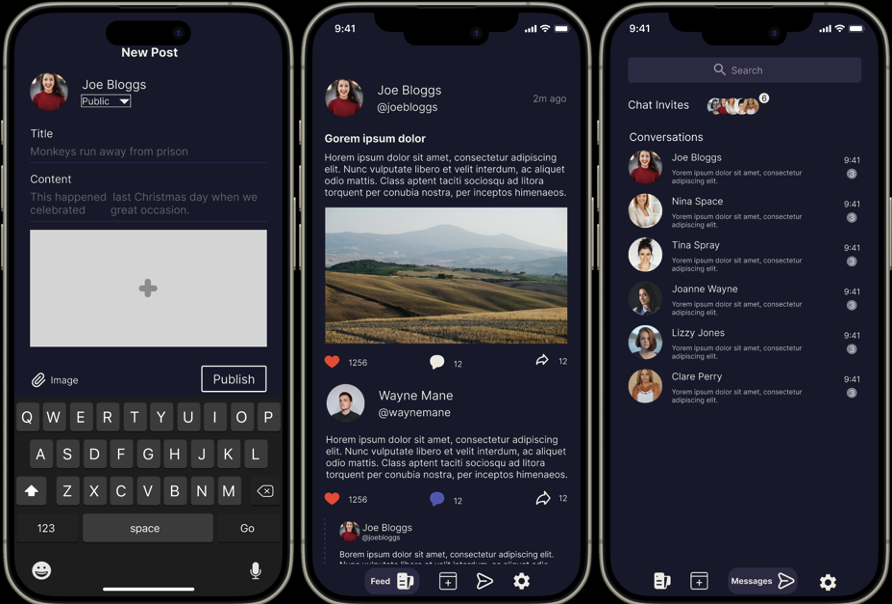 New Post
Joe Bloggs
Public
Title
Monkeys run away from prison
Content
This happened last Christmas day when we
celebrated great occasion.
Image
Publish
Q W E R T Y U I O P
A S D F G H J K L
Z X C V B N M
123 space Go
9:41
Joe Bloggs
@joebloggs
2m ago
Gorem ipsum dolor
Horem ipsum dolor sit amet, consectetur adipiscing
elit. Nunc vulputate libero et velit interdum, ac aliquet
odio mattis. Class aptent taciti sociosqu ad litora
torquent per conubia nostra, per inceptos himenaeos.
1256 12 12
Wayne Mane
@waynemane
Horem ipsum dolor sit amet, consectetur adipiscing
elit. Nunc vulputate libero et velit interdum, ac aliquet
odio mattis. Class aptent taciti sociosqu ad litora
torquent per conubia nostra, per inceptos himenaeos.
1256 12 12
Joe Bloggs
@joebloggs
Borem ipsum dolor sit amet, consectetur adipiscing elit.
Feed
9:41
Search
Chat Invites
6
Conversations
Joe Bloggs
9:41
Yorem ipsum dolor sit amet, consectetur
adipiscing elit.
3
Nina Space
9:41
Yorem ipsum dolor sit amet, consectetur
adipiscing elit.
3
Tina Spray
9:41
Yorem ipsum dolor sit amet, consectetur
adipiscing elit.
3
Joanne Wayne
9:41
Yorem ipsum dolor sit amet, consectetur
adipiscing elit.
3
Lizzy Jones
9:41
Yorem ipsum dolor sit amet, consectetur
adipiscing elit.
3
Clare Perry
9:41
Yorem ipsum dolor sit amet, consectetur
adipiscing elit.
3
Messages